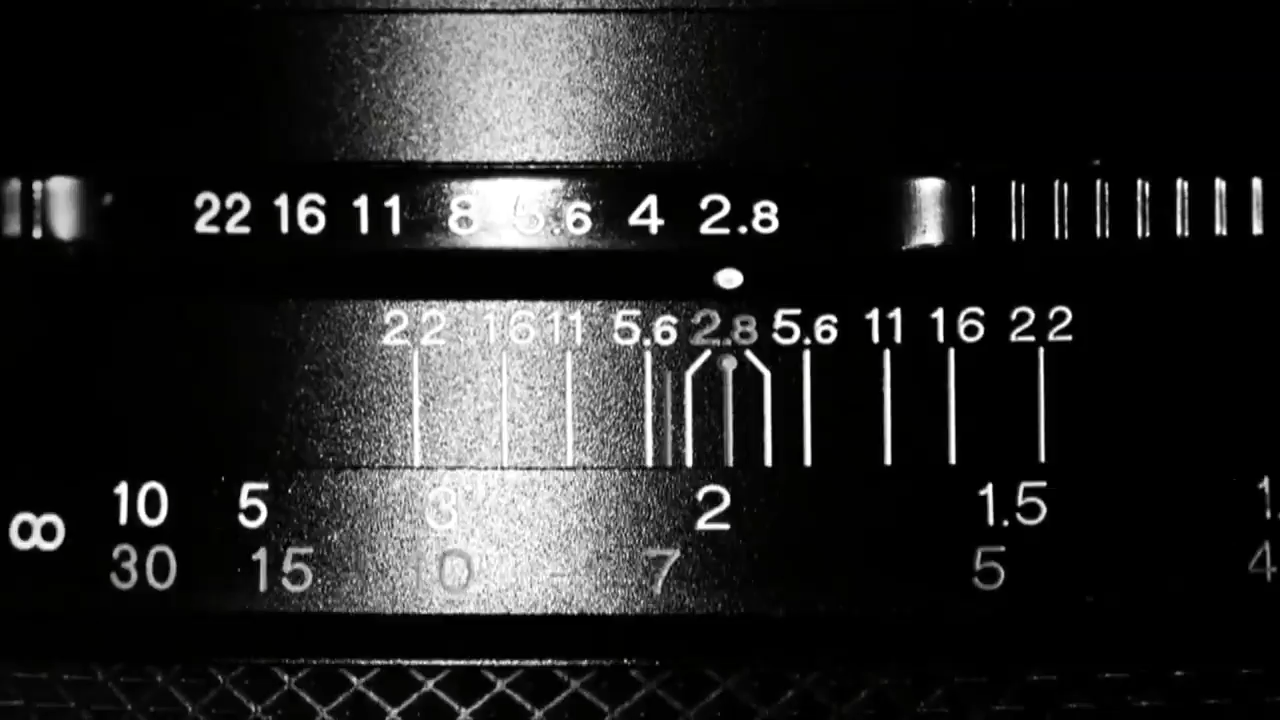 22 16 11 8 5.6 4 2.8
22 16 11 5.6 2.8 5.6 11 16 22
∞ 10 5 3 2 1.5 1.
30 15 10 7 5 4